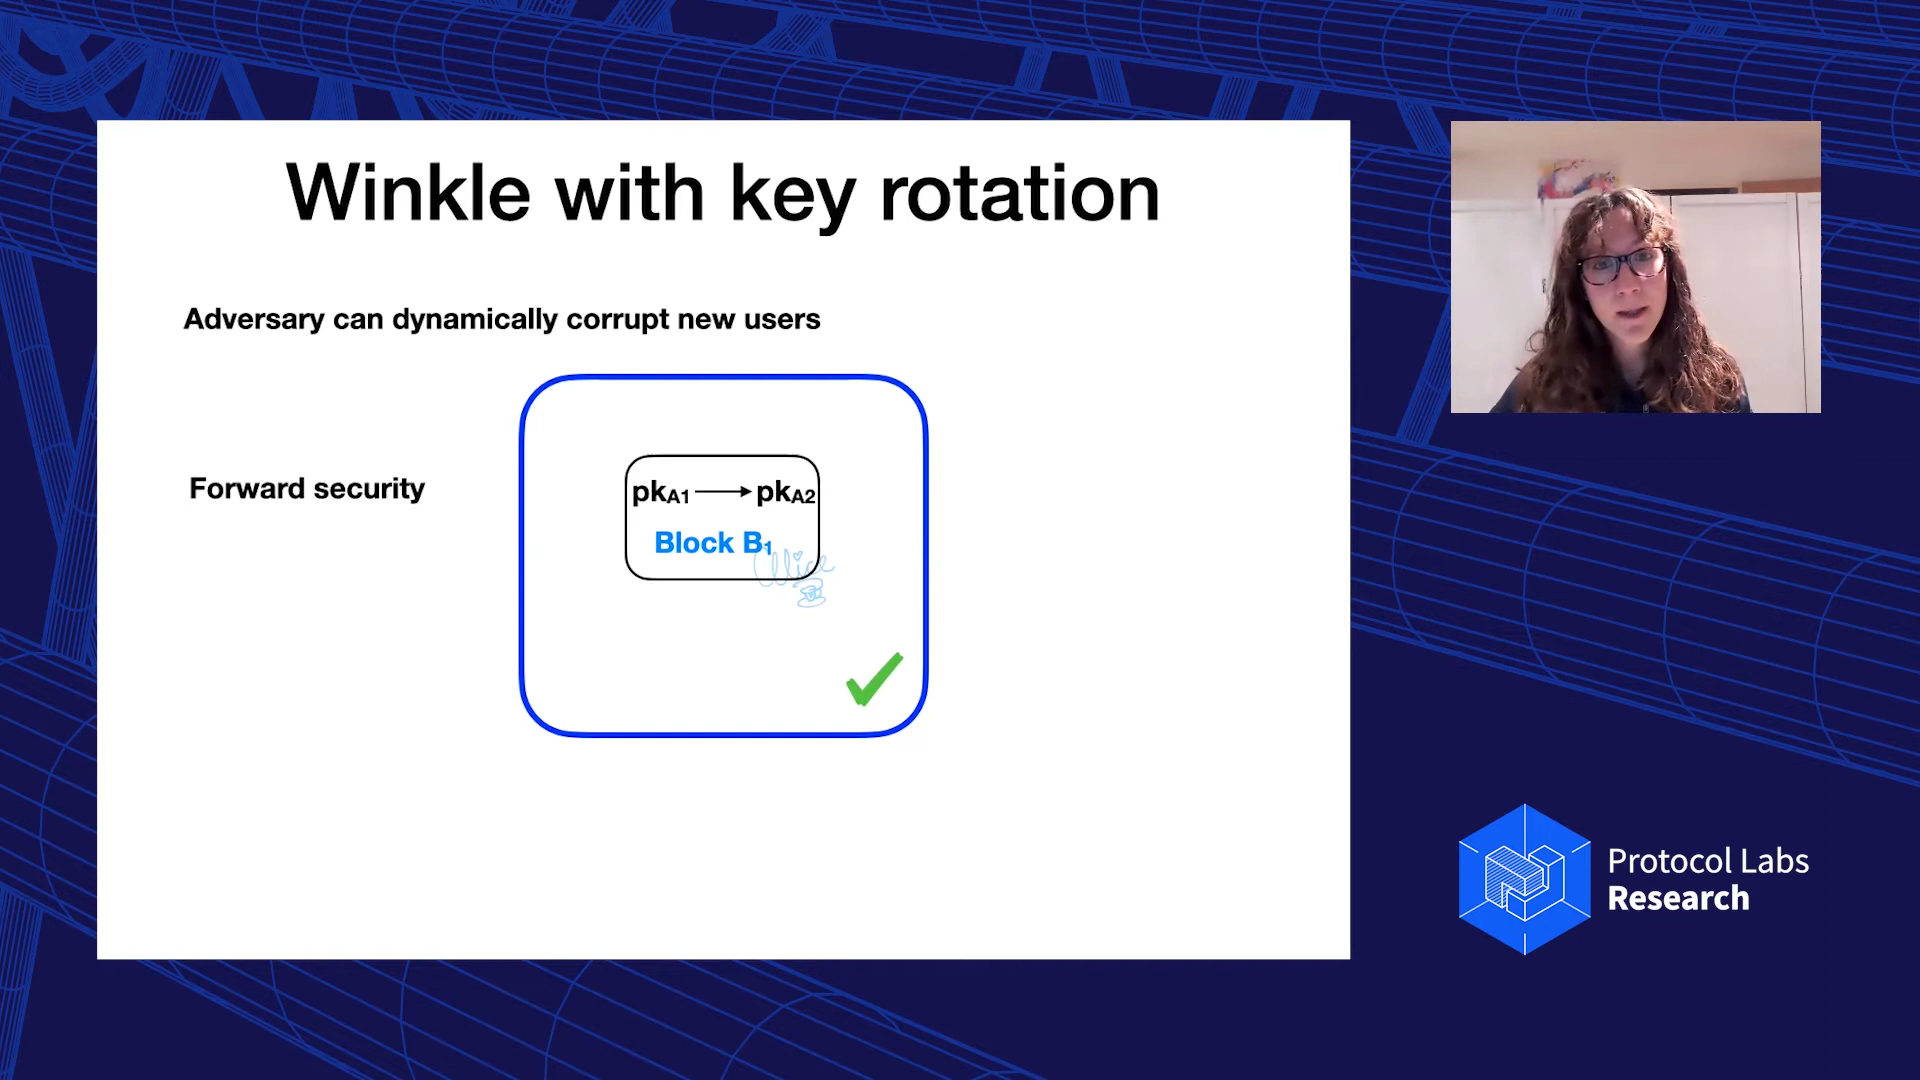 Winkle with key rotation
Adversary can dynamically corrupt new users
Forward security
pkA1 → pkA2
Block B1
Alice
Protocol Labs
Research